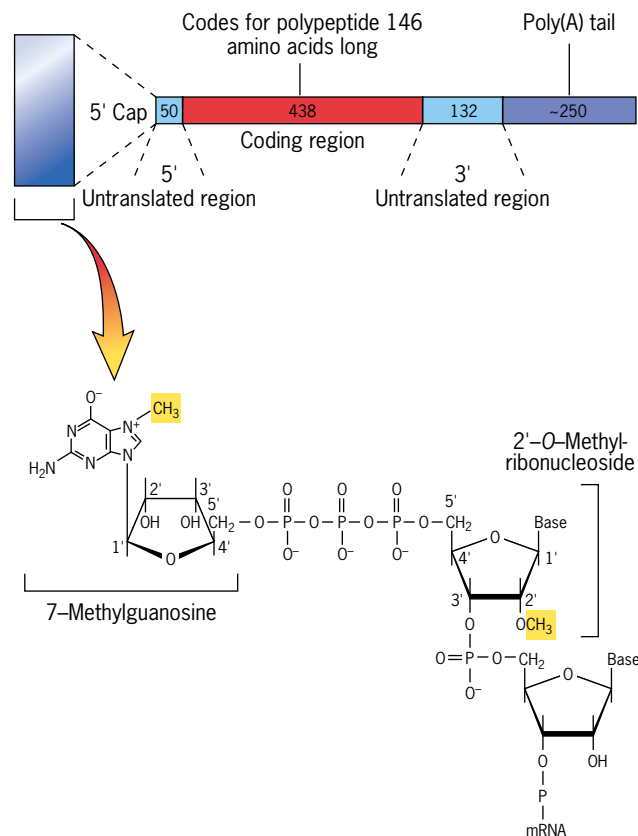 Codes for polypeptide 146
amino acids long
Poly(A) tail
5' Cap
50
438
132
~250
Coding region
5'
Untranslated region
3'
Untranslated region
O⁻
CH₃
N
N⁺
H₂N
N
N
2'
3'
5'
OH
OH
CH₂
1'
O
4'
7–Methylguanosine
O
O
O
O–P–O–P–O–P–O–CH₂
O⁻
O⁻
O⁻
5'
2'–O–Methyl-
ribonucleoside
O
Base
4'
1'
3'
2'
O
OCH₃
O=P–O–CH₂
O⁻
O
Base
O
OH
P
mRNA